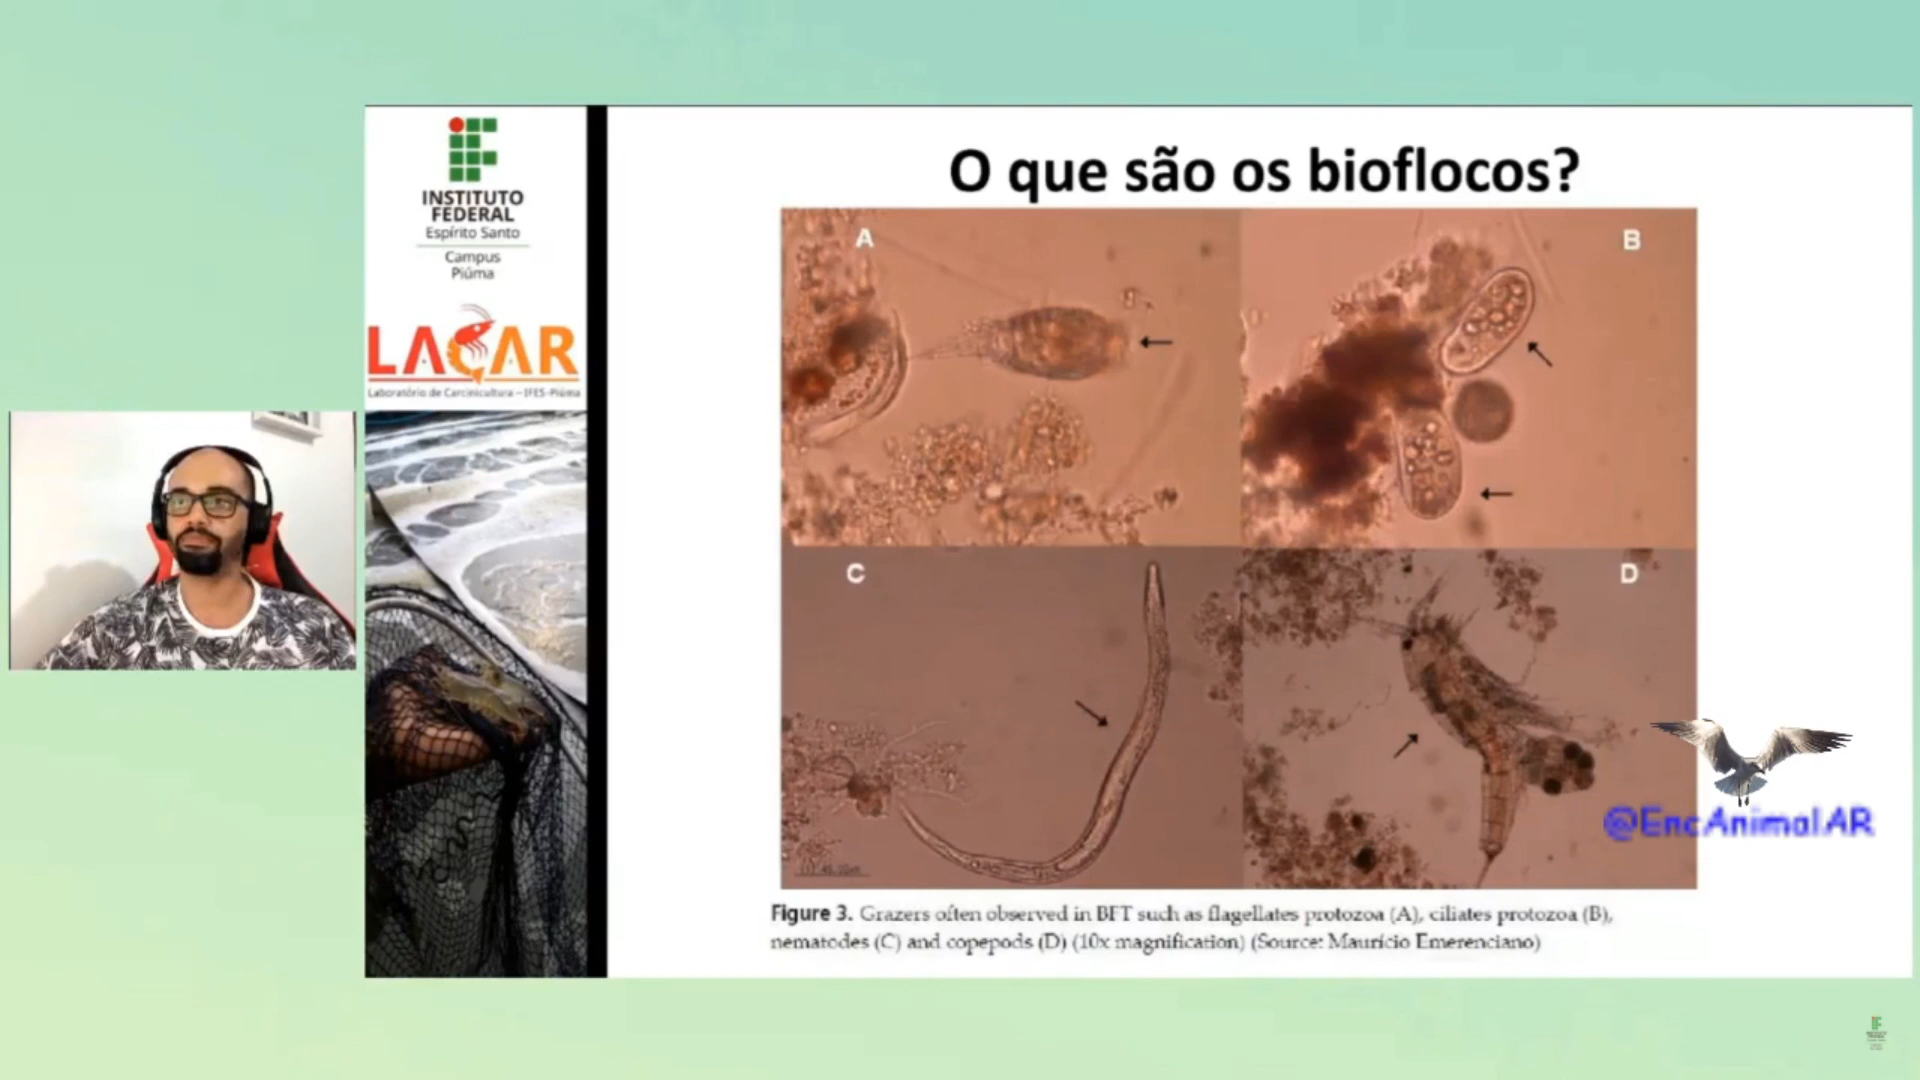 INSTITUTO
FEDERAL
Espírito Santo
Campus
Piúma
LACAR
Laboratório de Carcinicultura – IFES-Piúma
O que são os bioflocos?
A
B
C
D
Figure 3. Grazers often observed in BFT such as flagellates protozoa (A), ciliates protozoa (B),
nematodes (C) and copepods (D) (10x magnification) (Source: Maurício Emerenciano)
@EncAnimalAR